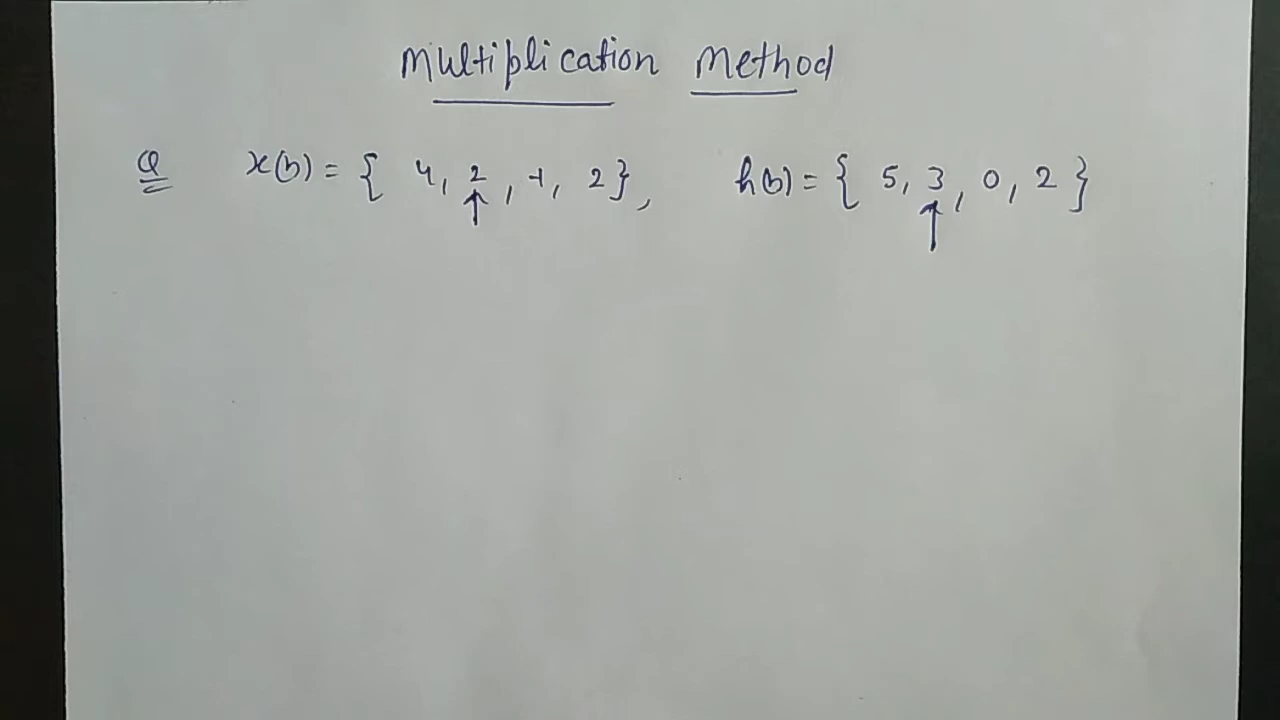 Multiplication Method
Q x(n) = { 4, 2, -1, 2 }, h(n) = { 5, 3, 0, 2 }
↑ ↑